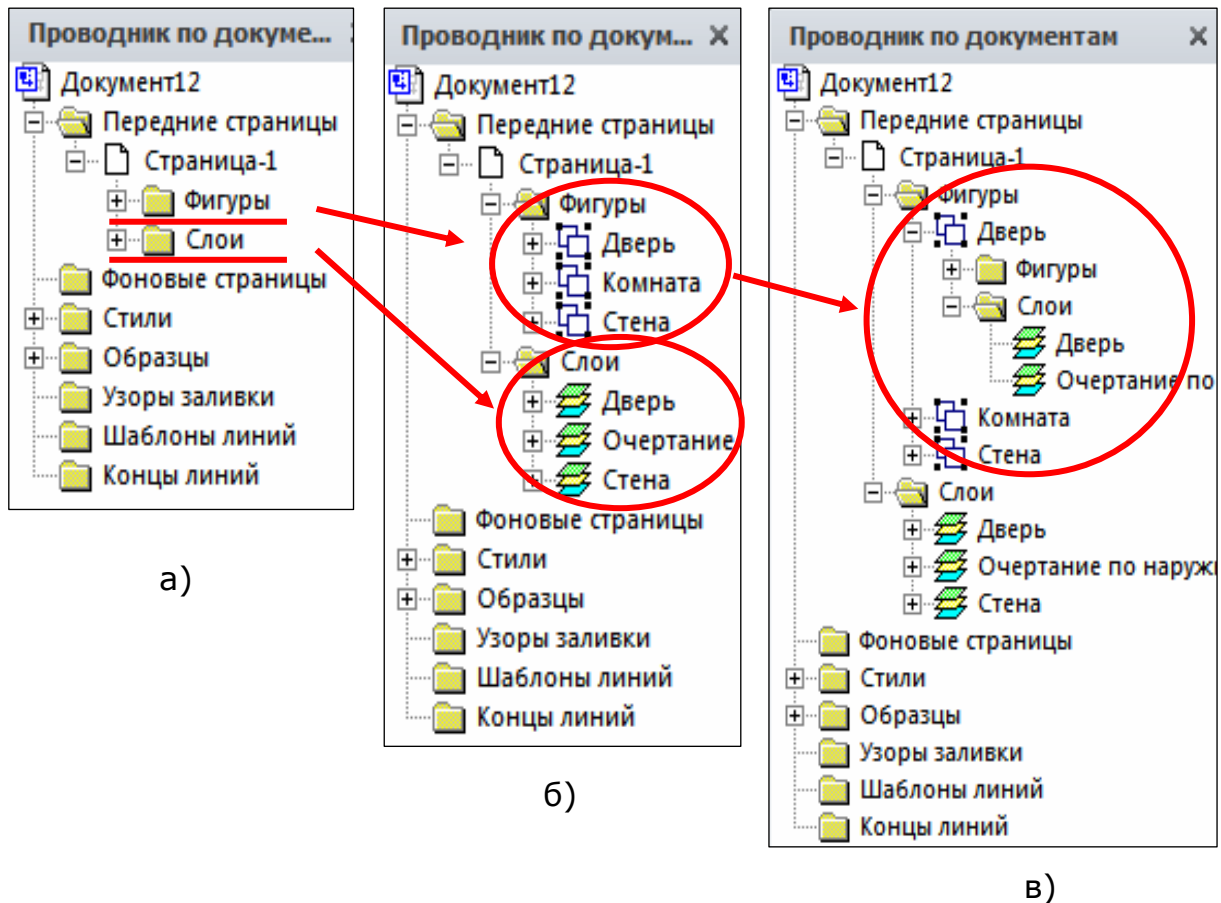 Проводник по докуме...
Документ12
Передние страницы
Страница-1
Фигуры
Слои
Фоновые страницы
Стили
Образцы
Узоры заливки
Шаблоны линий
Концы линий
а)
Проводник по докум...
Документ12
Передние страницы
Страница-1
Фигуры
Дверь
Комната
Стена
Слои
Дверь
Очертание
Стена
Фоновые страницы
Стили
Образцы
Узоры заливки
Шаблоны линий
Концы линий
б)
Проводник по документам
Документ12
Передние страницы
Страница-1
Фигуры
Дверь
Фигуры
Слои
Дверь
Очертание по
Комната
Стена
Слои
Дверь
Очертание по наружи
Стена
Фоновые страницы
Стили
Образцы
Узоры заливки
Шаблоны линий
Концы линий
в)